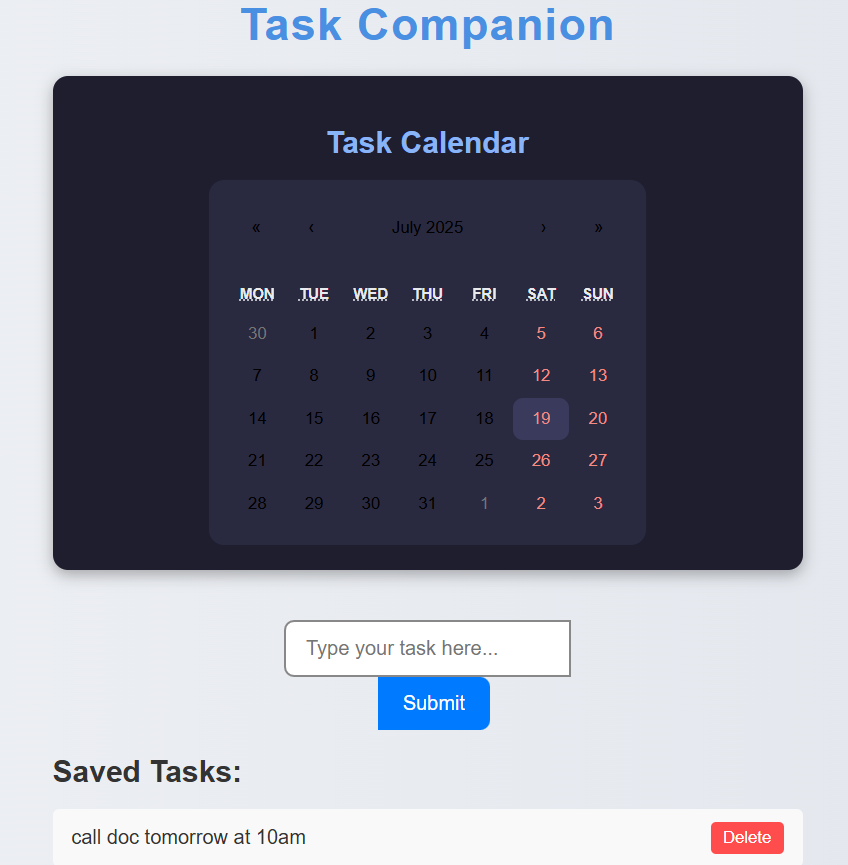 Task Companion
Task Calendar
« ‹ July 2025 › »
MON TUE WED THU FRI SAT SUN
30 1 2 3 4 5 6
7 8 9 10 11 12 13
14 15 16 17 18 19 20
21 22 23 24 25 26 27
28 29 30 31 1 2 3
Type your task here...
Submit
Saved Tasks:
call doc tomorrow at 10am Delete